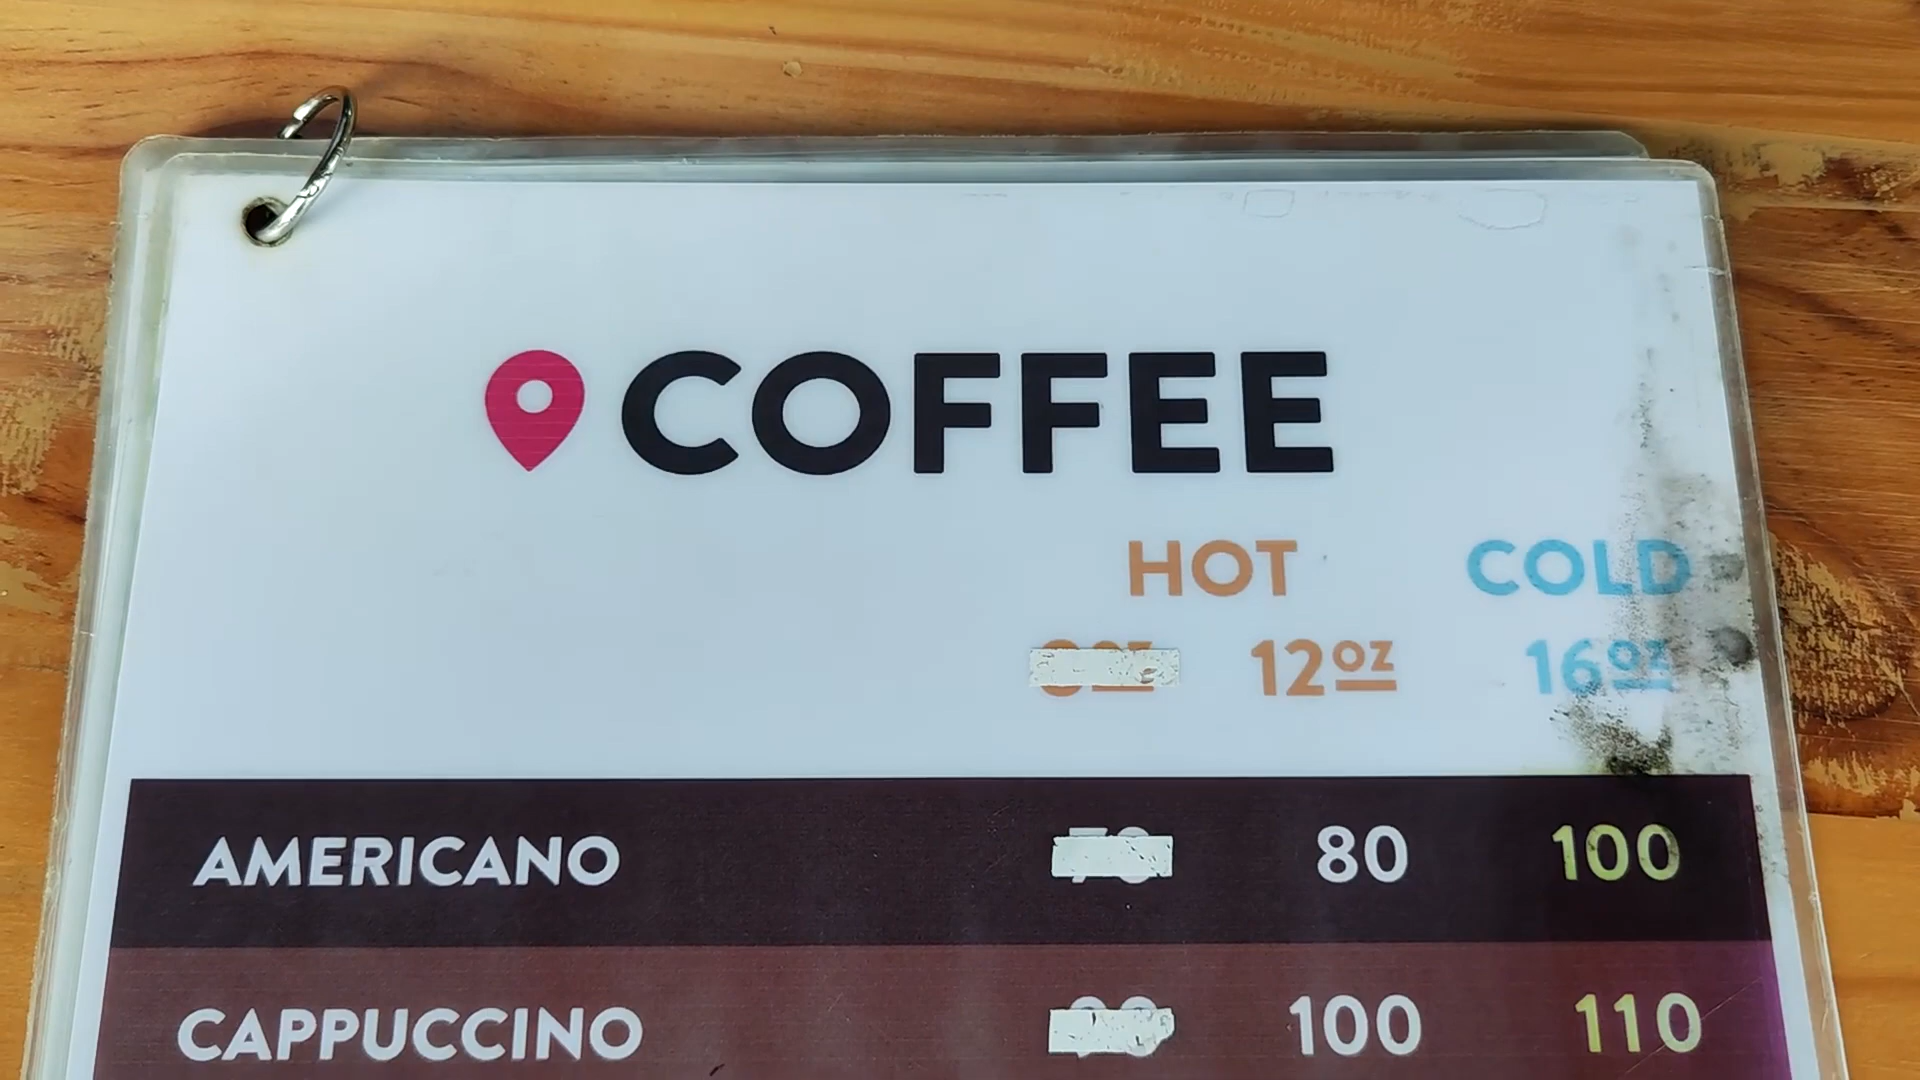 COFFEE
HOT COLD
12OZ 16OZ
AMERICANO 80 100
CAPPUCCINO 100 110